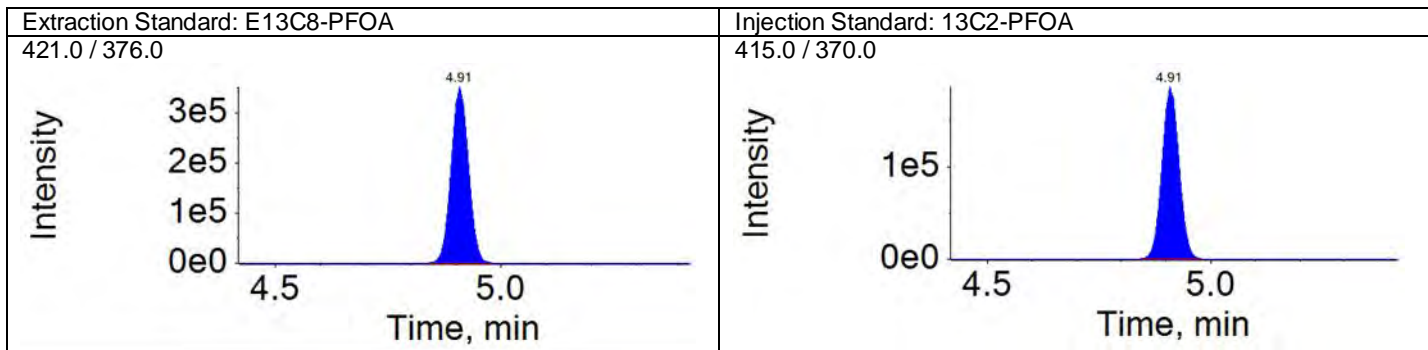 Extraction Standard: E13C8-PFOA
421.0 / 376.0
4.91
3e5
2e5
1e5
0e0
Intensity
4.5
5.0
Time, min
Injection Standard: 13C2-PFOA
415.0 / 370.0
4.91
1e5
0e0
Intensity
4.5
5.0
Time, min